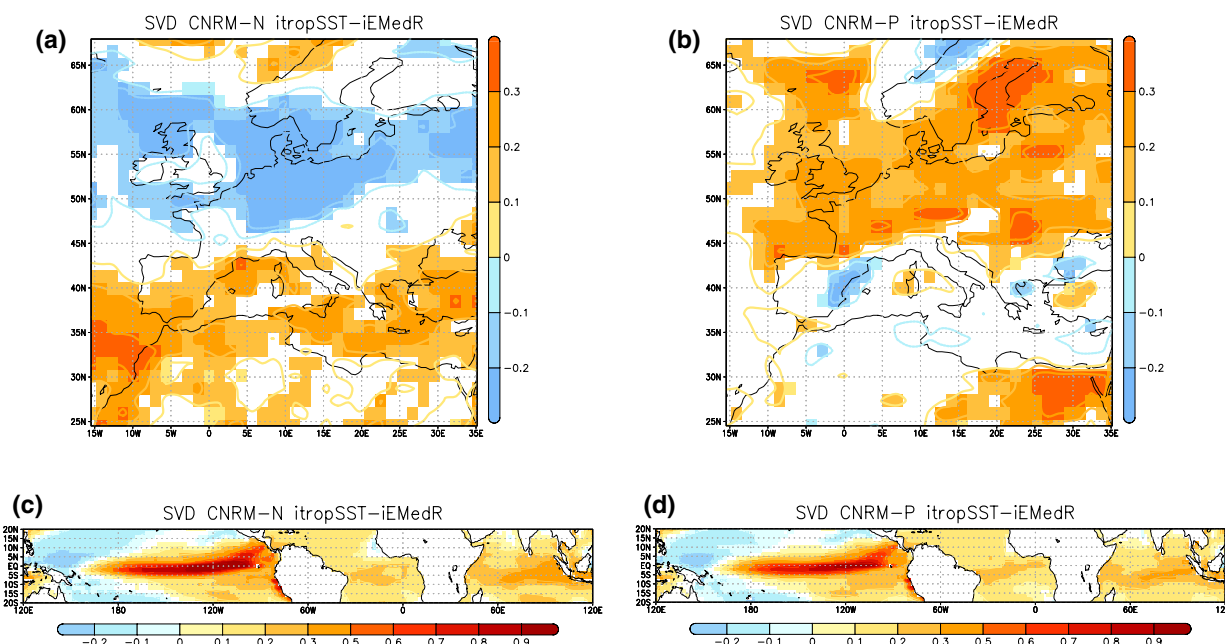 SVD CNRM-N itropSST-iEMedR
SVD CNRM-P itropSST-iEMedR
(a)
(b)
65N
60N
55N
50N
45N
40N
35N
30N
25N
15W 10W 5W 0 5E 10E 15E 20E 25E 30E 35E
0.3
0.2
0.1
0
-0.1
-0.2
65N
60N
55N
50N
45N
40N
35N
30N
25N
15W 10W 5W 0 5E 10E 15E 20E 25E 30E 35E
0.3
0.2
0.1
0
-0.1
-0.2
(c)
SVD CNRM-N itropSST-iEMedR
20N
15N
10N
5N
EQ
5S
10S
15S
20S
120E 180 120W 60W 0 60E 120E
-0.2 -0.1 0 0.1 0.3 0.5 0.6 0.7 0.8 0.9
(d)
SVD CNRM-P itropSST-iEMedR
20N
15N
10N
5N
EQ
5S
10S
15S
20S
120E 180 120W 60W 0 60E 120E
-0.2 -0.1 0 0.1 0.3 0.5 0.6 0.7 0.8 0.9